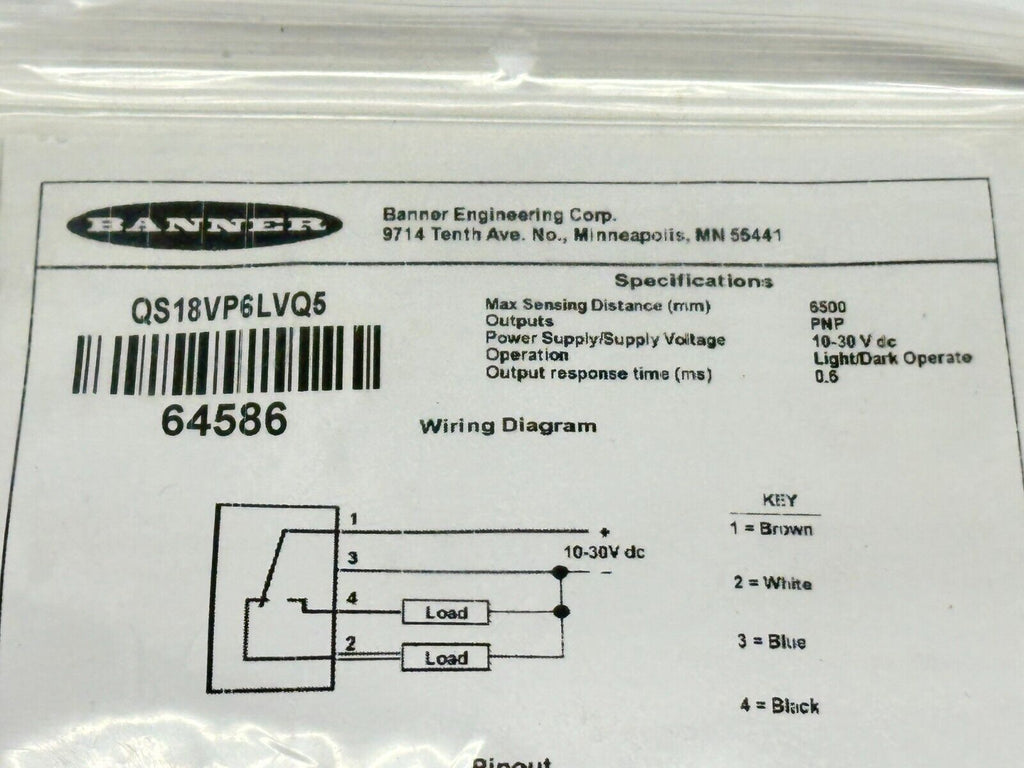 BANNER
Banner Engineering Corp.
9714 Tenth Ave. No., Minneapolis, MN 55441
QS18VP6LVQ5
64586
Specifications
Max Sensing Distance (mm) 6500
Outputs PNP
Power Supply/Supply Voltage 10-30 V dc
Operation Light/Dark Operate
Output response time (ms) 0.6
Wiring Diagram
1 +
10-30V dc
3 –
4 Load
2 Load
KEY
1 = Brown
2 = White
3 = Blue
4 = Black
Pinout